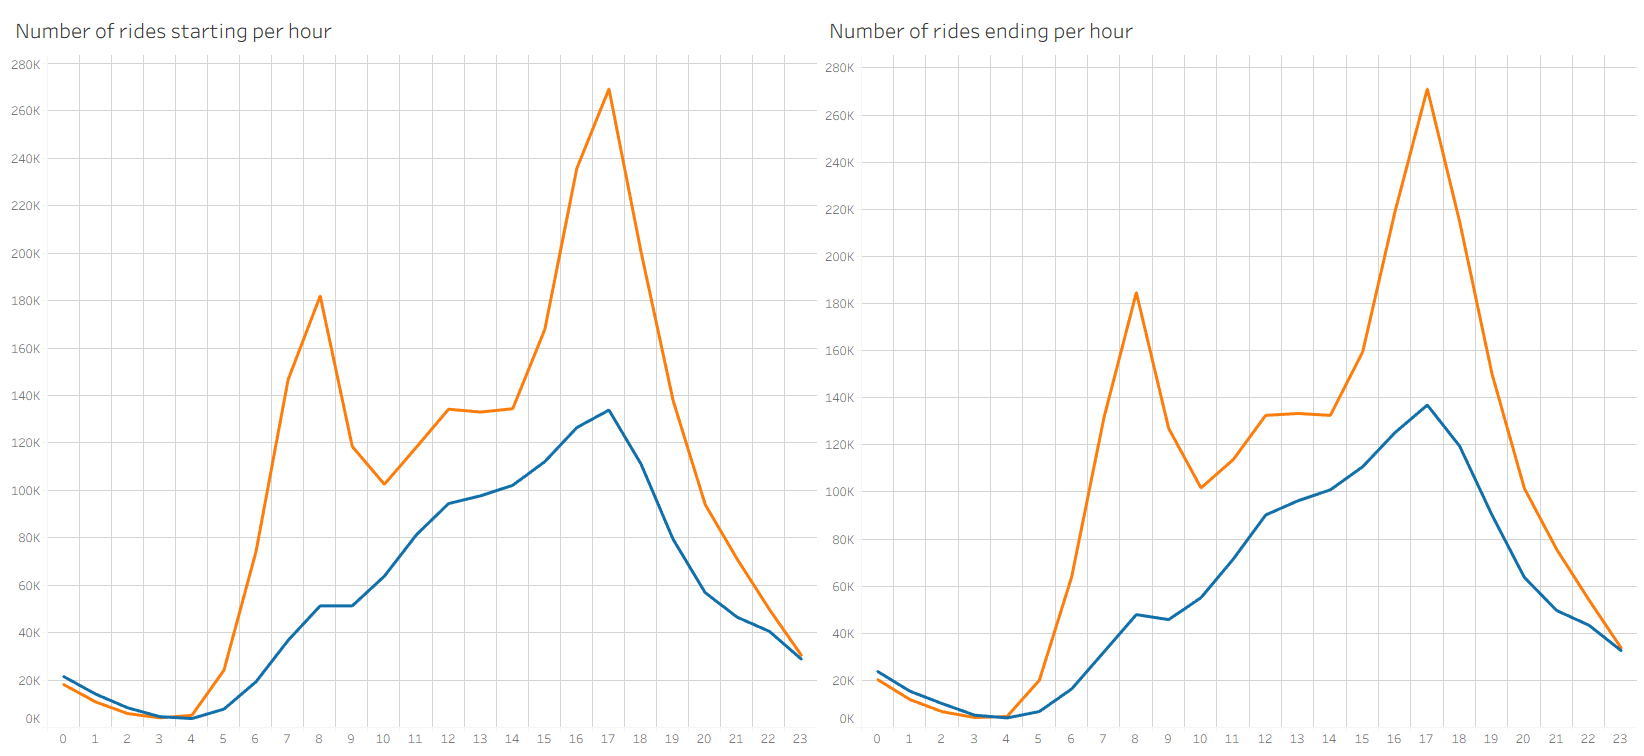 Number of rides starting per hour
280K
260K
240K
220K
200K
180K
160K
140K
120K
100K
80K
60K
40K
20K
0K
0 1 2 3 4 5 6 7 8 9 10 11 12 13 14 15 16 17 18 19 20 21 22 23
Number of rides ending per hour
280K
260K
240K
220K
200K
180K
160K
140K
120K
100K
80K
60K
40K
20K
0K
0 1 2 3 4 5 6 7 8 9 10 11 12 13 14 15 16 17 18 19 20 21 22 23